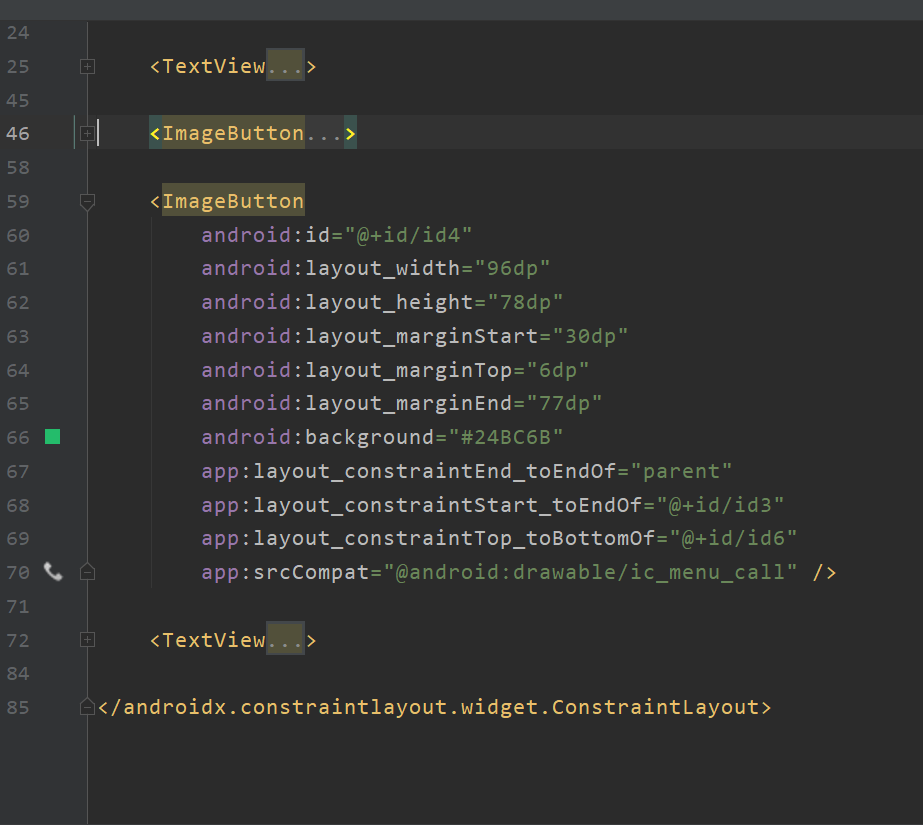 24
25 <TextView...>
45
46 <ImageButton...>
58
59 <ImageButton
60 android:id="@+id/id4"
61 android:layout_width="96dp"
62 android:layout_height="78dp"
63 android:layout_marginStart="30dp"
64 android:layout_marginTop="6dp"
65 android:layout_marginEnd="77dp"
66 android:background="#24BC6B"
67 app:layout_constraintEnd_toEndOf="parent"
68 app:layout_constraintStart_toEndOf="@+id/id3"
69 app:layout_constraintTop_toBottomOf="@+id/id6"
70 app:srcCompat="@android:drawable/ic_menu_call" />
71
72 <TextView...>
84
85 </androidx.constraintlayout.widget.ConstraintLayout>